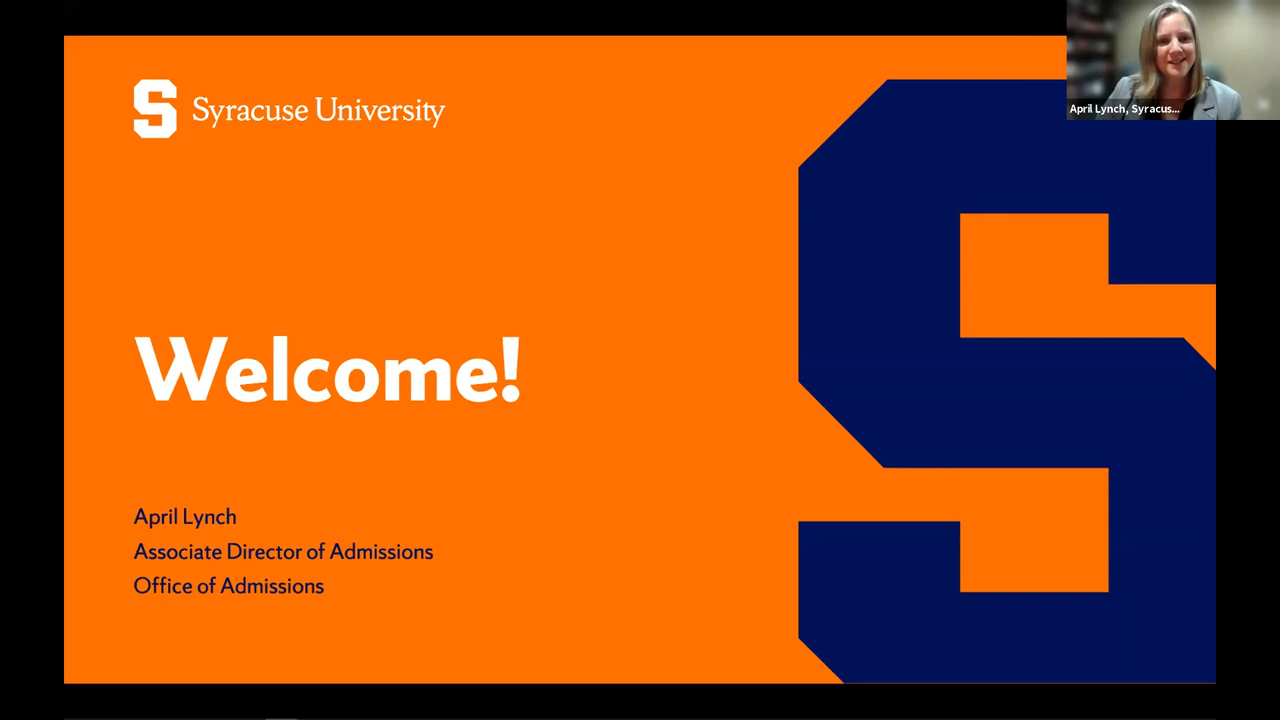 Syracuse University
Welcome!
April Lynch
Associate Director of Admissions
Office of Admissions
April Lynch, Syracus...